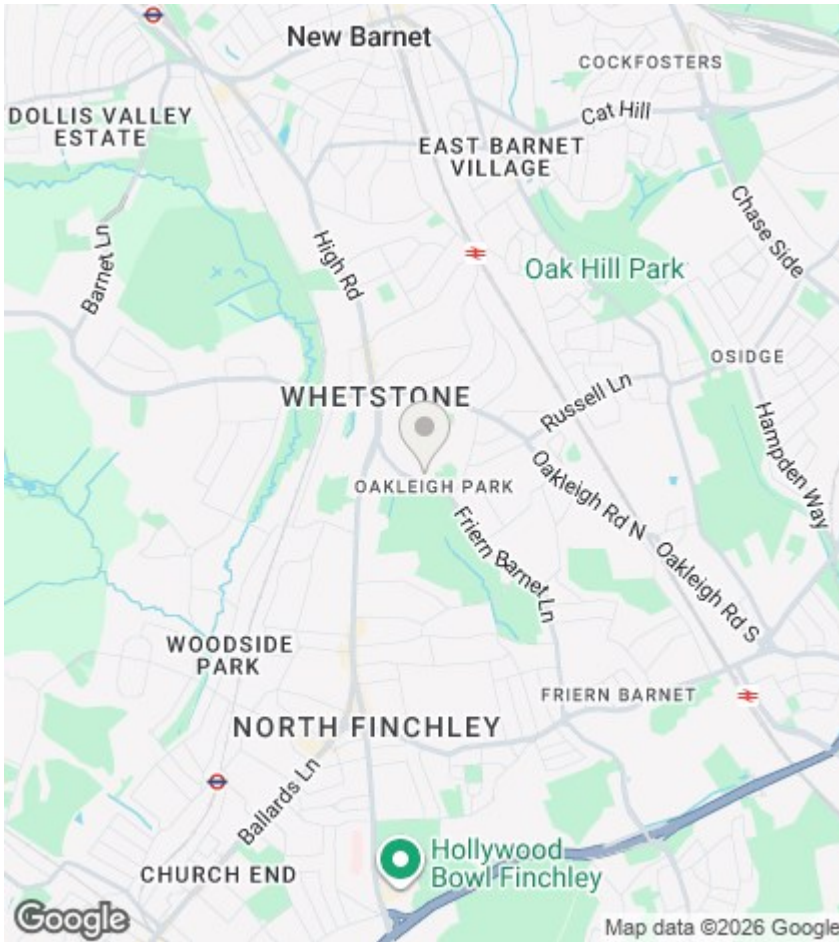 New Barnet
COCKFOSTERS
DOLLIS VALLEY
ESTATE
Cat Hill
EAST BARNET
VILLAGE
Chase Side
Barnet Ln
High Rd
Oak Hill Park
OSIDGE
WHETSTONE
Russell Ln
Hampden Way
OAKLEIGH PARK
Oakleigh Rd N
Friern Barnet Ln
Oakleigh Rd S
WOODSIDE
PARK
FRIERN BARNET
NORTH FINCHLEY
Ballards Ln
Hollywood
Bowl Finchley
CHURCH END
Google
Map data ©2026 Google